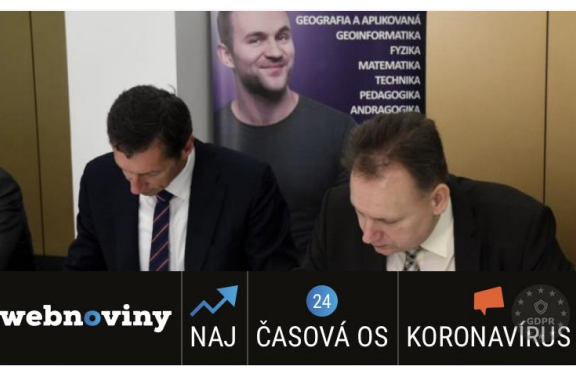 GEOGRAFIA A APLIKOVANÁ
GEOINFORMATIKA
FYZIKA
MATEMATIKA
TECHNIKA
PEDAGOGIKA
ANDRAGOGIKA
webnoviny
NAJ
24
ČASOVÁ OS
KORONAVÍRUS
GDPR